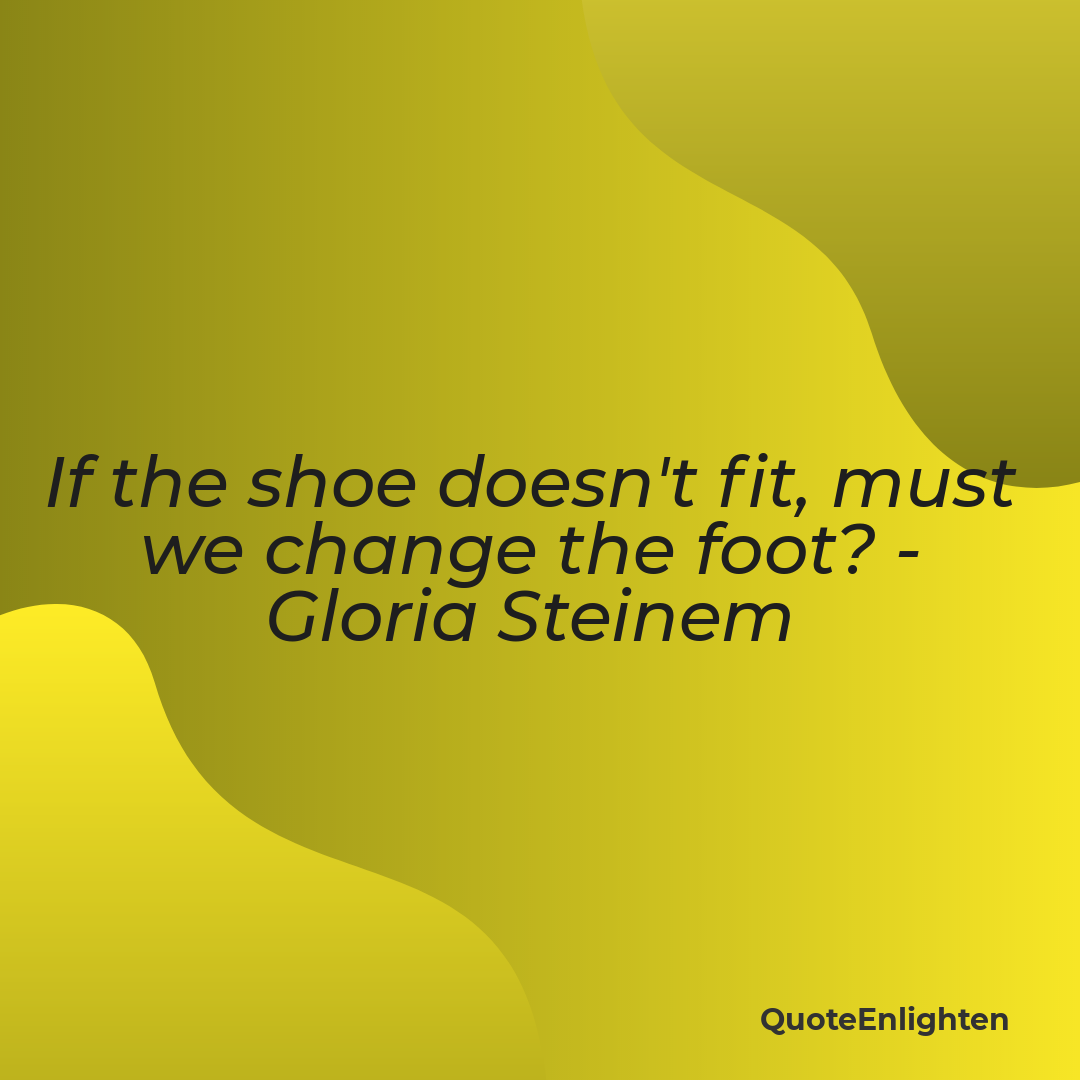 If the shoe doesn't fit, must
we change the foot? -
Gloria Steinem
QuoteEnlighten